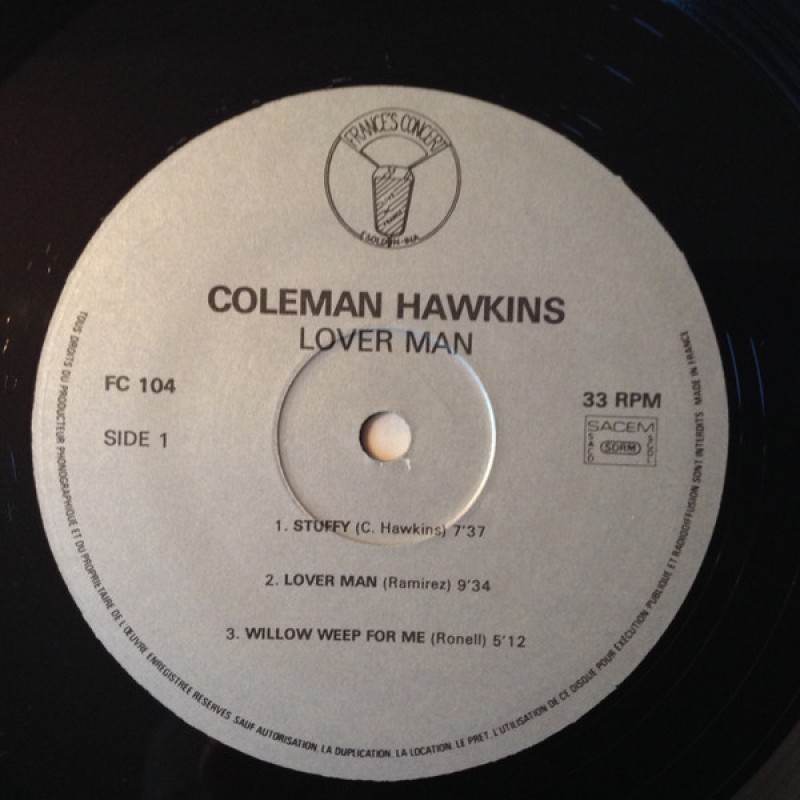 FRANCE'S CONCERT
COLEMAN HAWKINS
LOVER MAN
FC 104
33 RPM
SACEM
SACD
SDRM
SCDL
SIDE 1
1. STUFFY (C. Hawkins) 7'37
2. LOVER MAN (Ramirez) 9'34
3. WILLOW WEEP FOR ME (Ronell) 5'12
TOUS DROITS DU PRODUCTEUR PHONOGRAPHIQUE ET DU PROPRIETAIRE DE L'ŒUVRE ENREGISTREE RESERVES. SAUF AUTORISATION, LA DUPLICATION, LA LOCATION, LE PRET, L'UTILISATION DE CE DISQUE POUR EXECUTION PUBLIQUE ET RADIODIFFUSION SONT INTERDITS MADE IN FRANCE